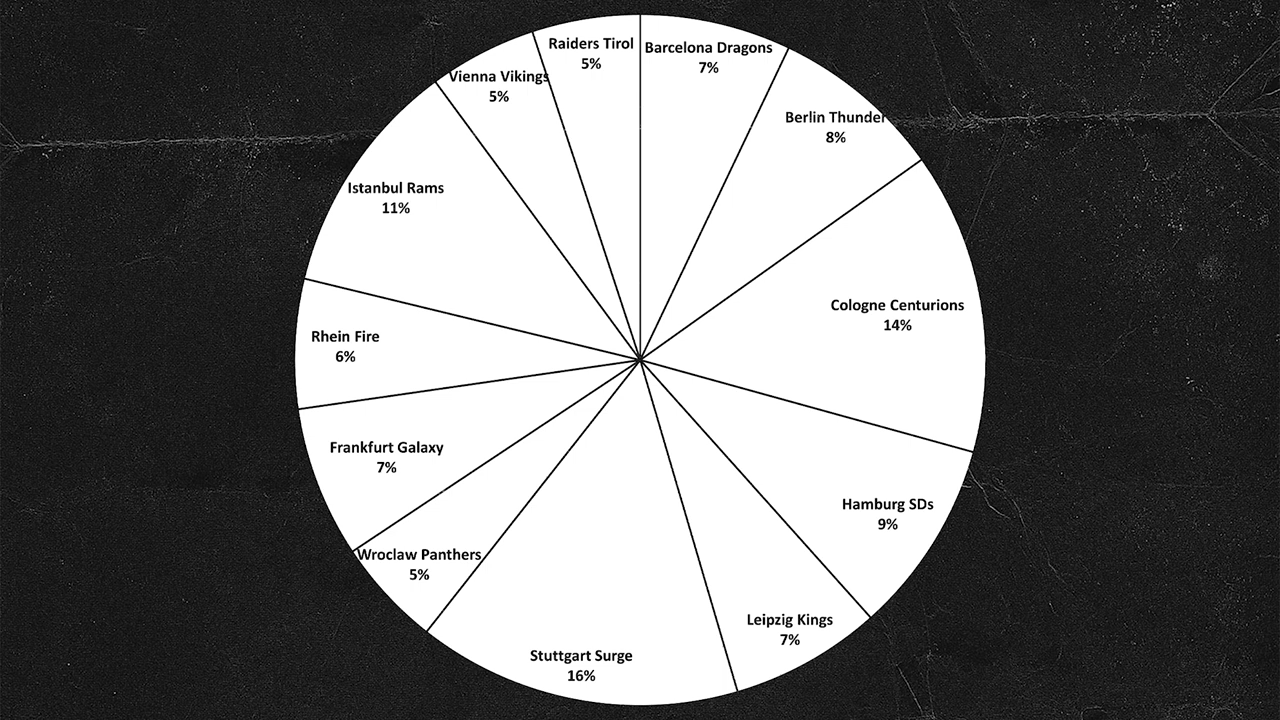 Raiders Tirol
5%
Barcelona Dragons
7%
Vienna Vikings
5%
Berlin Thunder
8%
Istanbul Rams
11%
Cologne Centurions
14%
Rhein Fire
6%
Frankfurt Galaxy
7%
Hamburg SDs
9%
Wroclaw Panthers
5%
Leipzig Kings
7%
Stuttgart Surge
16%